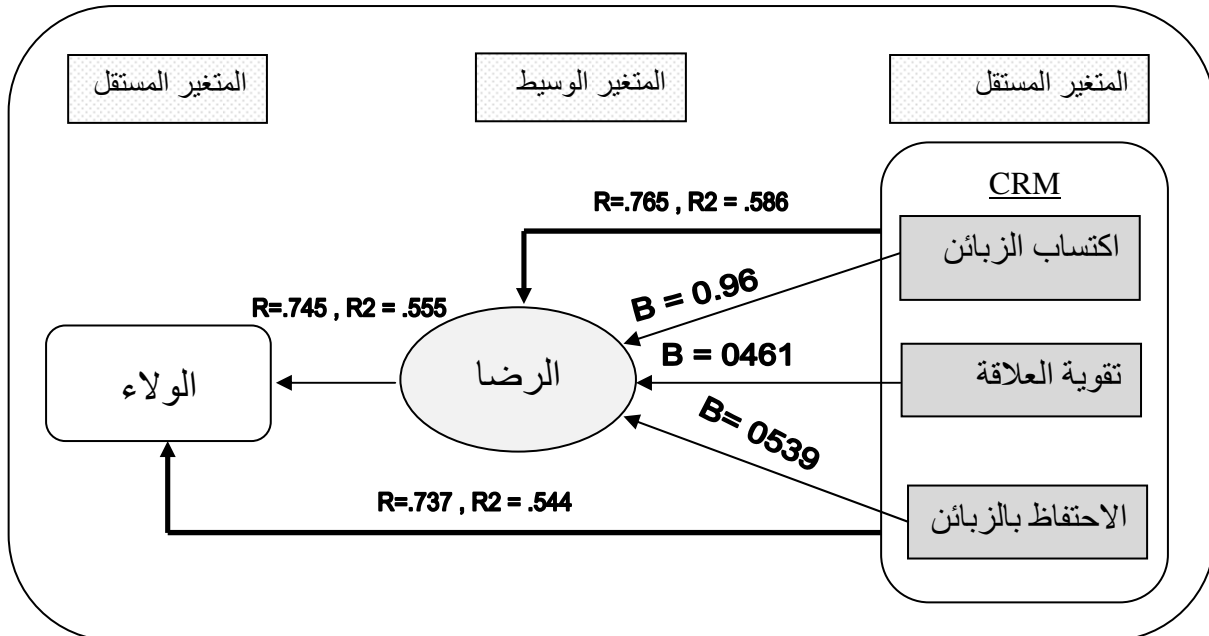 المتغير المستقل
المتغير الوسيط
المتغير المستقل
CRM
R=.765 , R2 = .586
اكتساب الزبائن
B = 0.96
R=.745 , R2 = .555
B = 0461
تقوية العلاقة
الرضا
الولاء
B= 0539
الاحتفاظ بالزبائن
R=.737 , R2 = .544